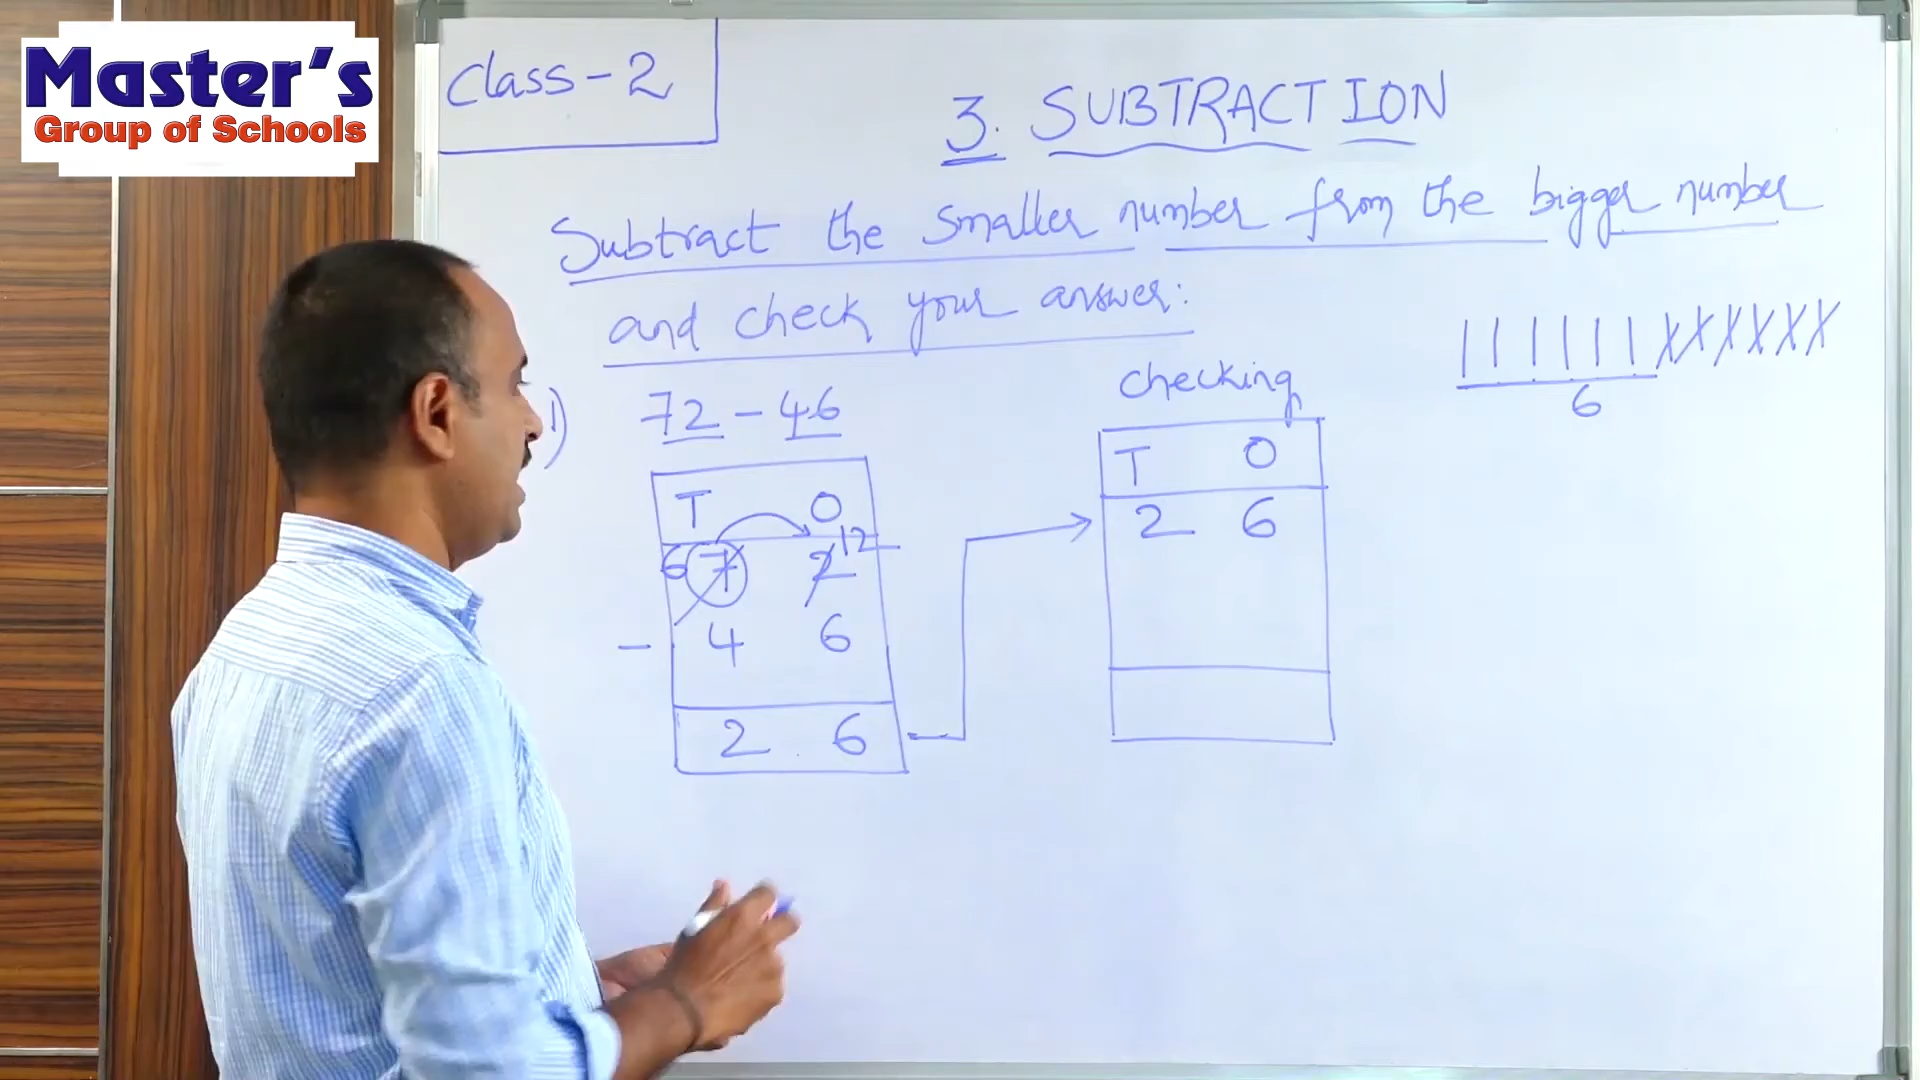 Master's
Group of Schools
Class-2
3. SUBTRACTION
Subtract the smaller number from the bigger number
and check your answer:
1) 72 - 46
T O
6 7 2 12
- 4 6
2 6
checking
T O
2 6
6